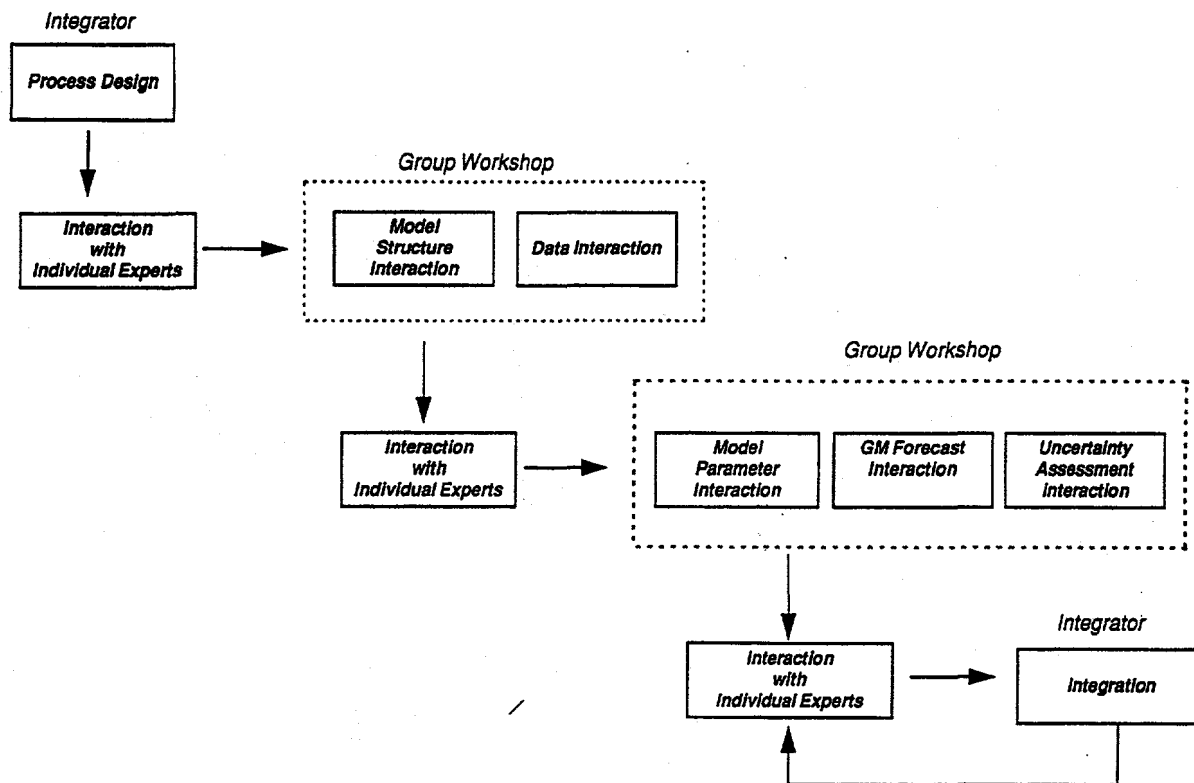 Integrator
Process Design
Group Workshop
Interaction
with
Individual Experts
Model
Structure
Interaction
Data Interaction
Group Workshop
Interaction
with
Individual Experts
Model
Parameter
Interaction
GM Forecast
Interaction
Uncertainty
Assessment
Interaction
Interaction
with
Individual Experts
Integrator
Integration